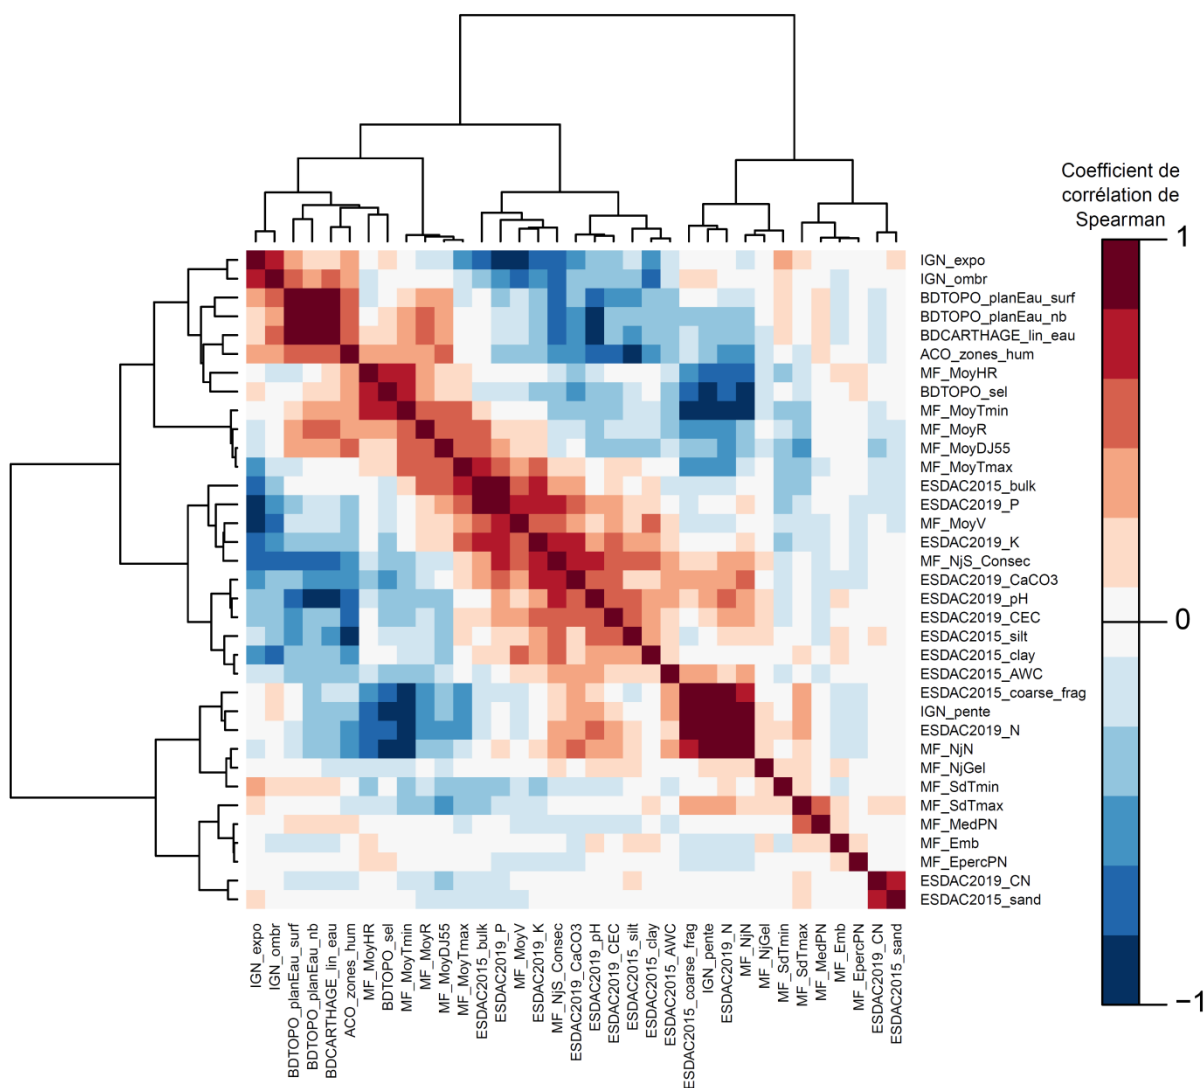 Coefficient de
corrélation de
Spearman
1
0
−1
IGN_expo
IGN_ombr
BDTOPO_planEau_surf
BDTOPO_planEau_nb
BDCARTHAGE_lin_eau
ACO_zones_hum
MF_MoyHR
BDTOPO_sel
MF_MoyTmin
MF_MoyR
MF_MoyDJ55
MF_MoyTmax
ESDAC2015_bulk
ESDAC2019_P
MF_MoyV
ESDAC2019_K
MF_NjS_Consec
ESDAC2019_CaCO3
ESDAC2019_pH
ESDAC2019_CEC
ESDAC2015_silt
ESDAC2015_clay
ESDAC2015_AWC
ESDAC2015_coarse_frag
IGN_pente
ESDAC2019_N
MF_NjN
MF_NjGel
MF_SdTmin
MF_SdTmax
MF_MedPN
MF_Emb
MF_EpercPN
ESDAC2019_CN
ESDAC2015_sand
IGN_expo
IGN_ombr
BDTOPO_planEau_surf
BDTOPO_planEau_nb
BDCARTHAGE_lin_eau
ACO_zones_hum
MF_MoyHR
BDTOPO_sel
MF_MoyTmin
MF_MoyR
MF_MoyDJ55
MF_MoyTmax
ESDAC2015_bulk
ESDAC2019_P
MF_MoyV
ESDAC2019_K
MF_NjS_Consec
ESDAC2019_CaCO3
ESDAC2019_pH
ESDAC2019_CEC
ESDAC2015_silt
ESDAC2015_clay
ESDAC2015_AWC
ESDAC2015_coarse_frag
IGN_pente
ESDAC2019_N
MF_NjN
MF_NjGel
MF_SdTmin
MF_SdTmax
MF_MedPN
MF_Emb
MF_EpercPN
ESDAC2019_CN
ESDAC2015_sand